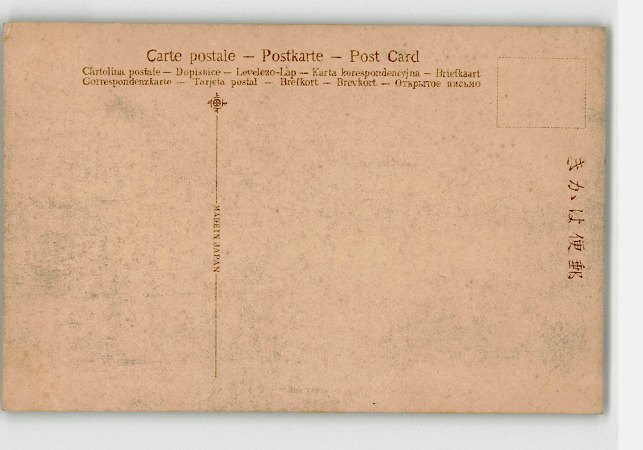 Carte postale — Postkarte — Post Card
Cartolina postale — Dopisnice — Levelezo-Lap — Karta korespondencyjna — Briefkaart
Correspondenzkarte — Tarjeta postal — Brefkort — Brevkort — Открытое письмо
MADE IN JAPAN
郵便はかき